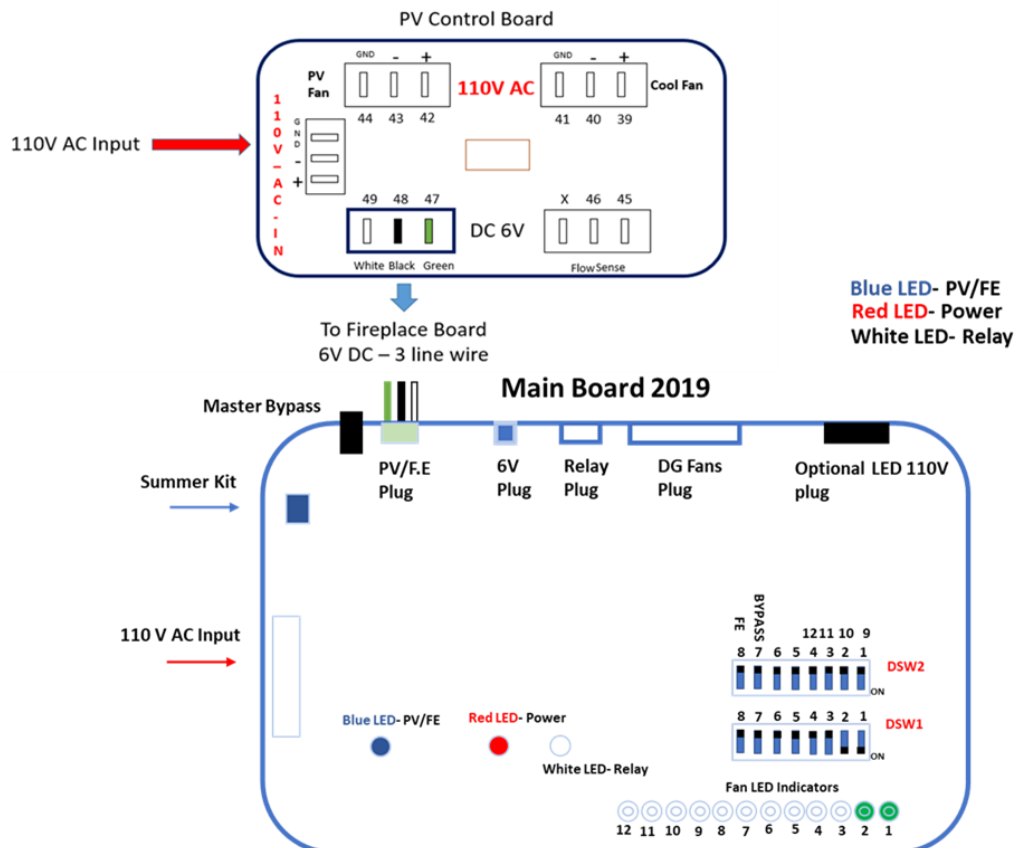 PV Control Board
GND - + GND - +
PV Fan 110V AC Cool Fan
44 43 42 41 40 39
110V-AC-IN
110V AC Input
GND
-
+
49 48 47 X 46 45
DC 6V
White Black Green FlowSense
To Fireplace Board
6V DC – 3 line wire
Blue LED- PV/FE
Red LED- Power
White LED- Relay
Main Board 2019
Master Bypass
PV/F.E Plug
6V Plug
Relay Plug
DG Fans Plug
Optional LED 110V plug
Summer Kit
110 V AC Input
FE BYPASS 12 11 10 9
8 7 6 5 4 3 2 1
DSW2
ON
8 7 6 5 4 3 2 1
DSW1
ON
Blue LED- PV/FE
Red LED- Power
White LED- Relay
Fan LED Indicators
12 11 10 9 8 7 6 5 4 3 2 1